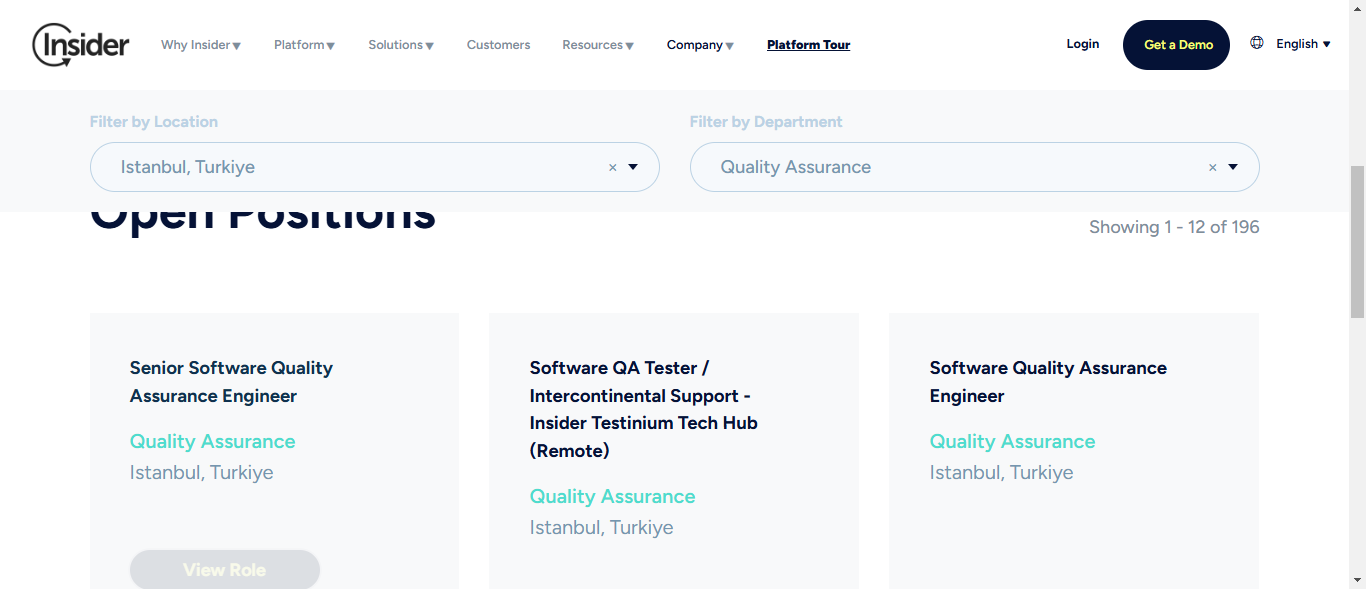 Insider
Why Insider▼ Platform▼ Solutions▼ Customers Resources▼ Company▼ Platform Tour Login Get a Demo English▼
Filter by Location
Istanbul, Turkiye ×
Filter by Department
Quality Assurance ×
Open Positions
Showing 1 - 12 of 196
Senior Software Quality
Assurance Engineer
Quality Assurance
Istanbul, Turkiye
View Role
Software QA Tester /
Intercontinental Support -
Insider Testinium Tech Hub
(Remote)
Quality Assurance
Istanbul, Turkiye
Software Quality Assurance
Engineer
Quality Assurance
Istanbul, Turkiye